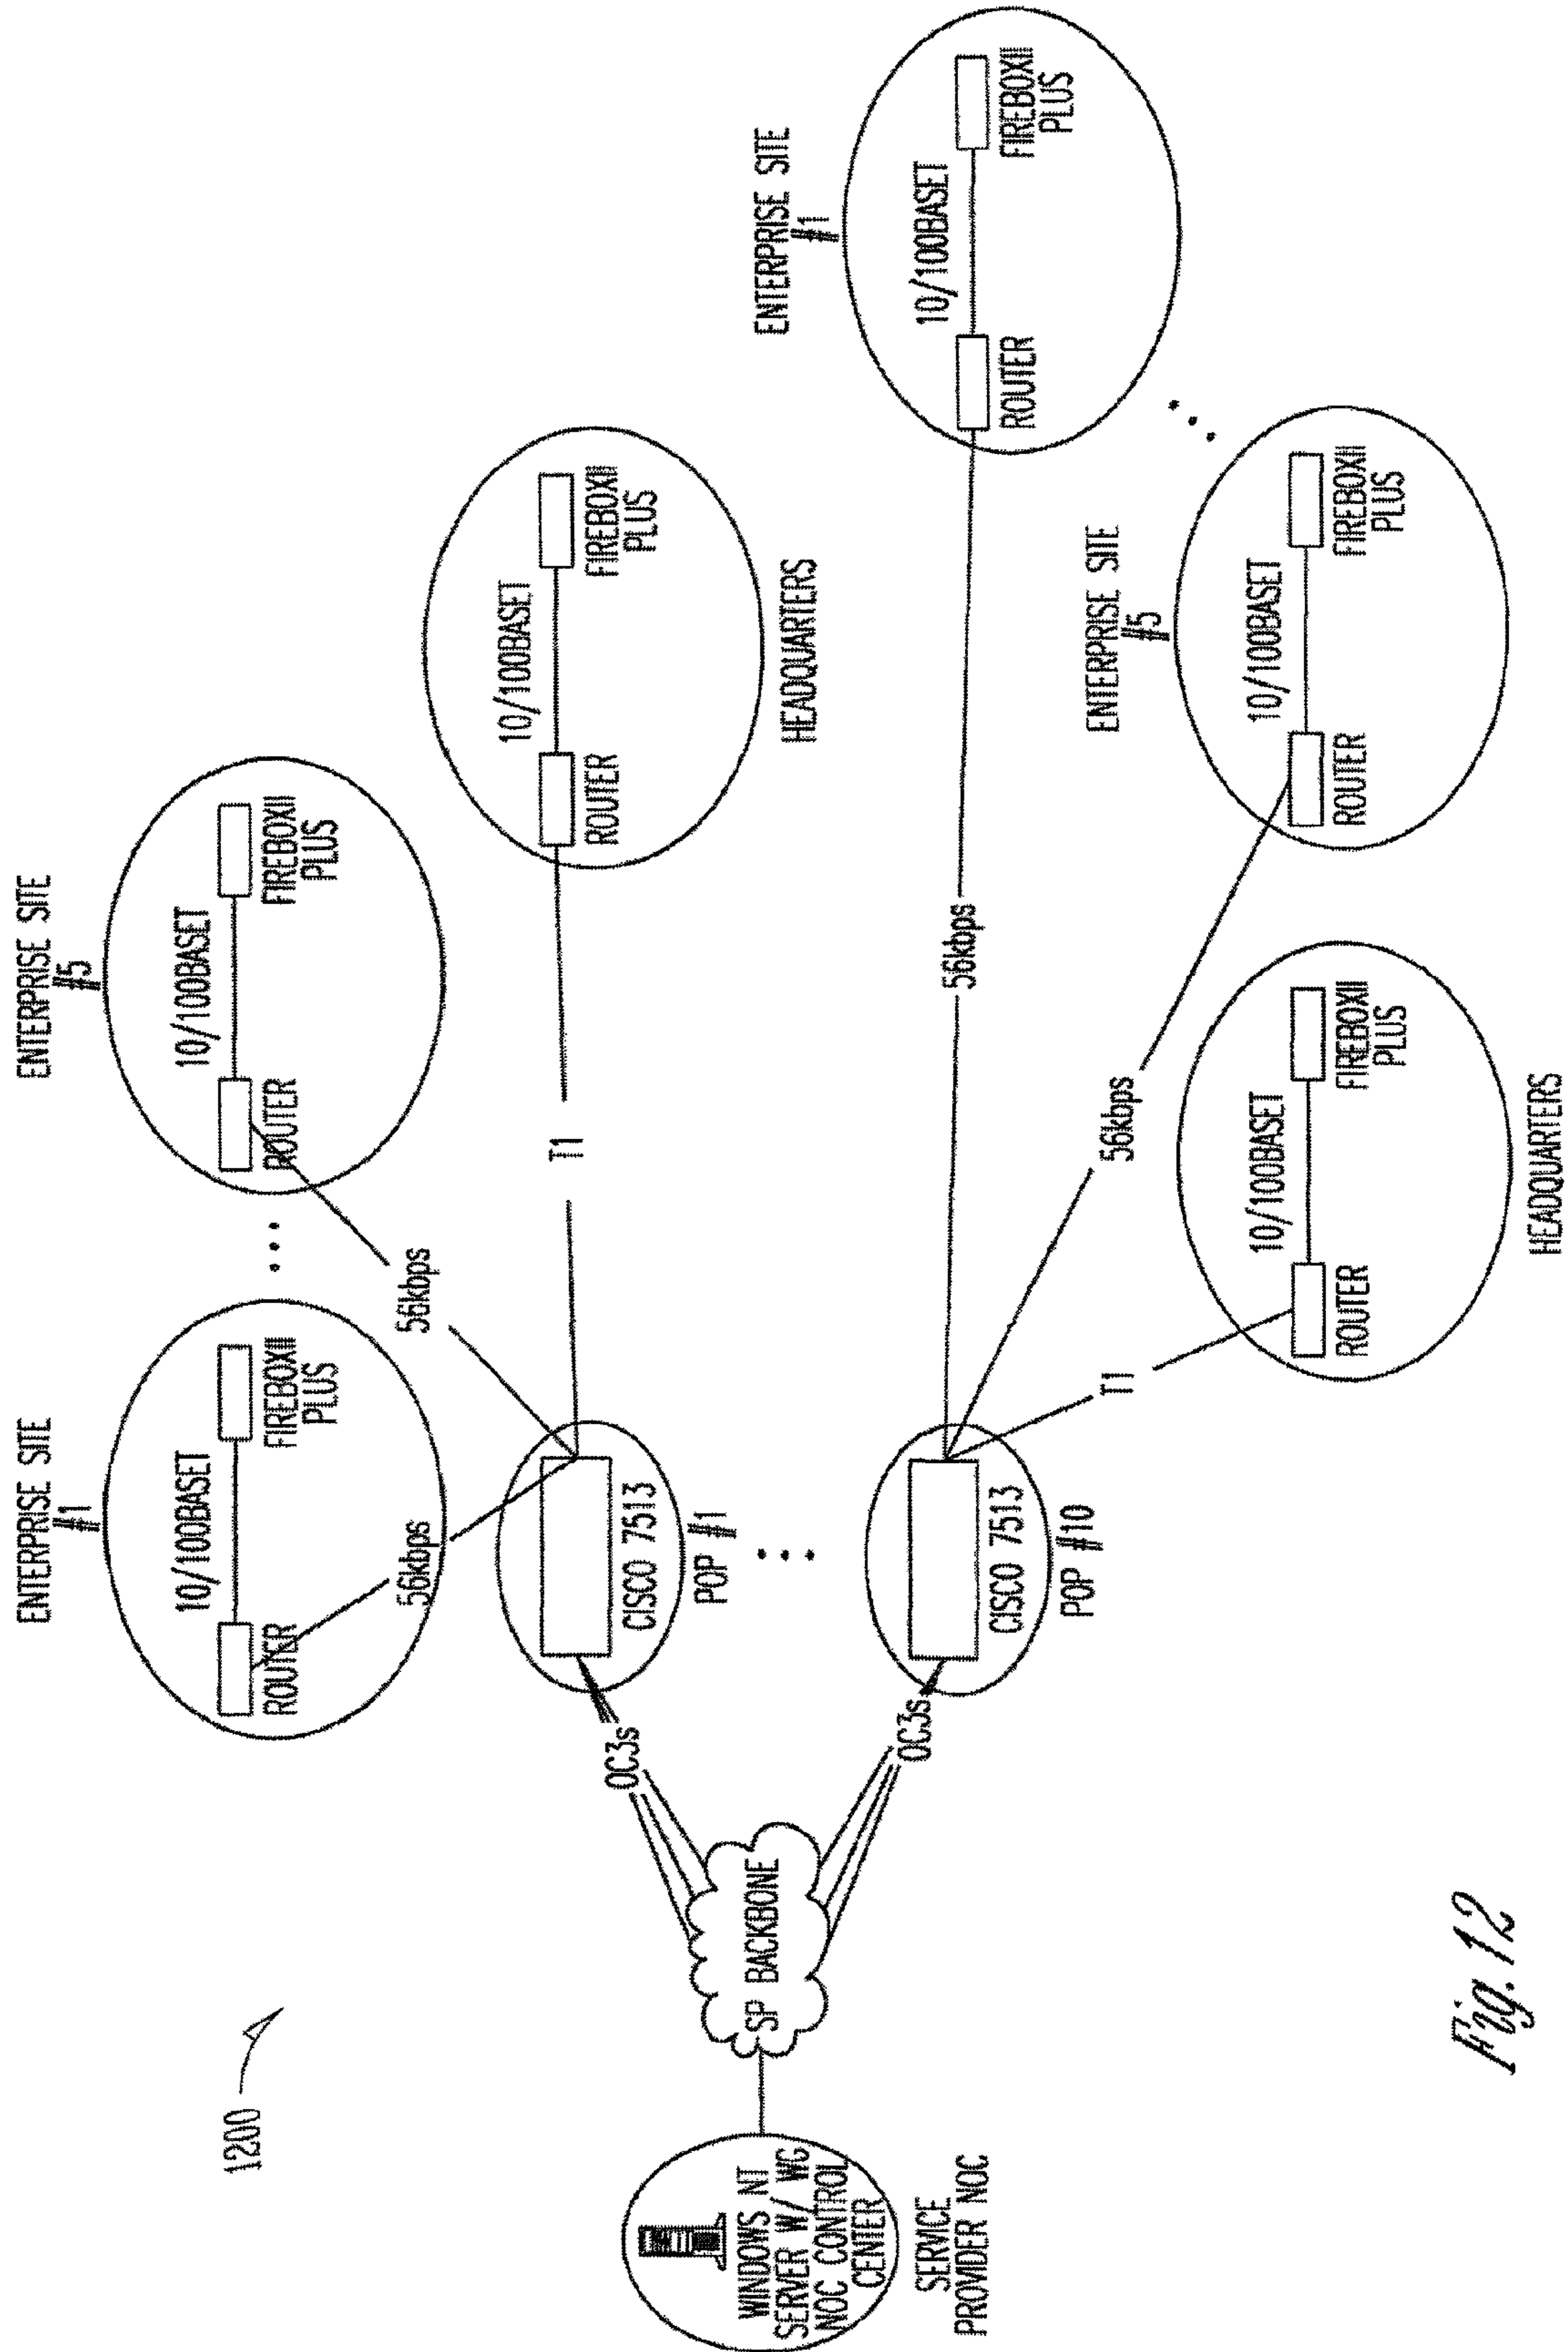 1200
ENTERPRISE SITE
#1
10/100BASET
ROUTER
FIREBOXII
PLUS
56kbps
ENTERPRISE SITE
#5
10/100BASET
ROUTER
FIREBOXII
PLUS
56kbps
T1
10/100BASET
ROUTER
FIREBOXII
PLUS
HEADQUARTERS
OC3s
CISCO 7513
POP #1
WINDOWS NT
SERVER W/ WG
NOC CONTROL
CENTER
SERVICE
PROVIDER NOC
SP BACKBONE
OC3s
CISCO 7513
POP #10
56kbps
ENTERPRISE SITE
#1
10/100BASET
ROUTER
FIREBOXII
PLUS
56kbps
ENTERPRISE SITE
#5
10/100BASET
ROUTER
FIREBOXII
PLUS
T1
10/100BASET
ROUTER
FIREBOXII
PLUS
HEADQUARTERS
Fig. 12